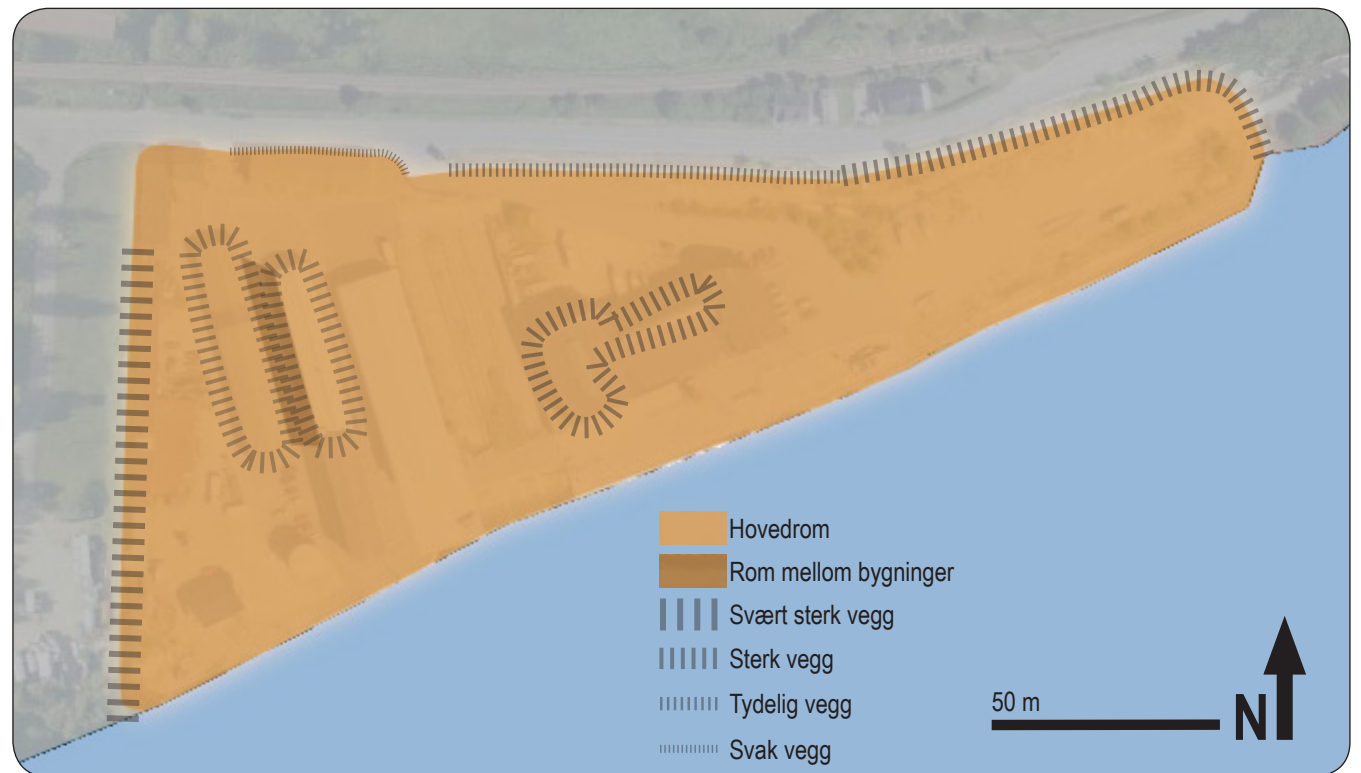 Hovedrom
Rom mellom bygninger
Svært sterk vegg
Sterk vegg
Tydelig vegg
Svak vegg
50 m
N